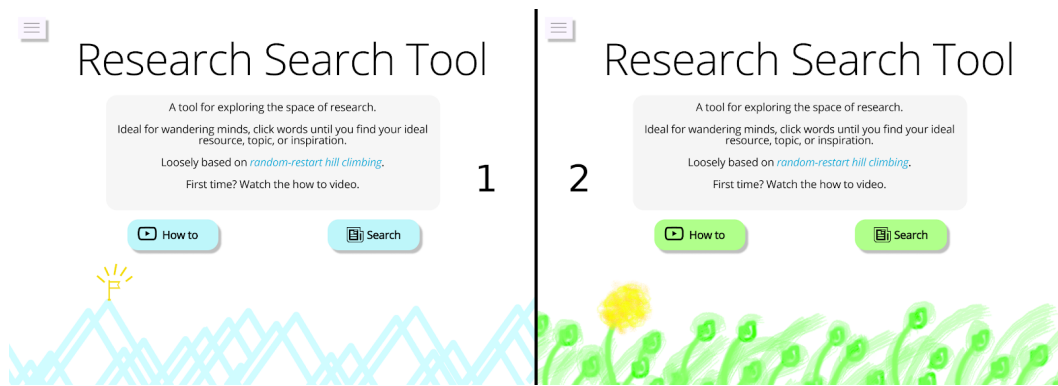 Research Search Tool
A tool for exploring the space of research.
Ideal for wandering minds, click words until you find your ideal
resource, topic, or inspiration.
Loosely based on random-restart hill climbing.
First time? Watch the how to video.
1
How to
Search
Research Search Tool
A tool for exploring the space of research.
Ideal for wandering minds, click words until you find your ideal
resource, topic, or inspiration.
Loosely based on random-restart hill climbing.
First time? Watch the how to video.
2
How to
Search